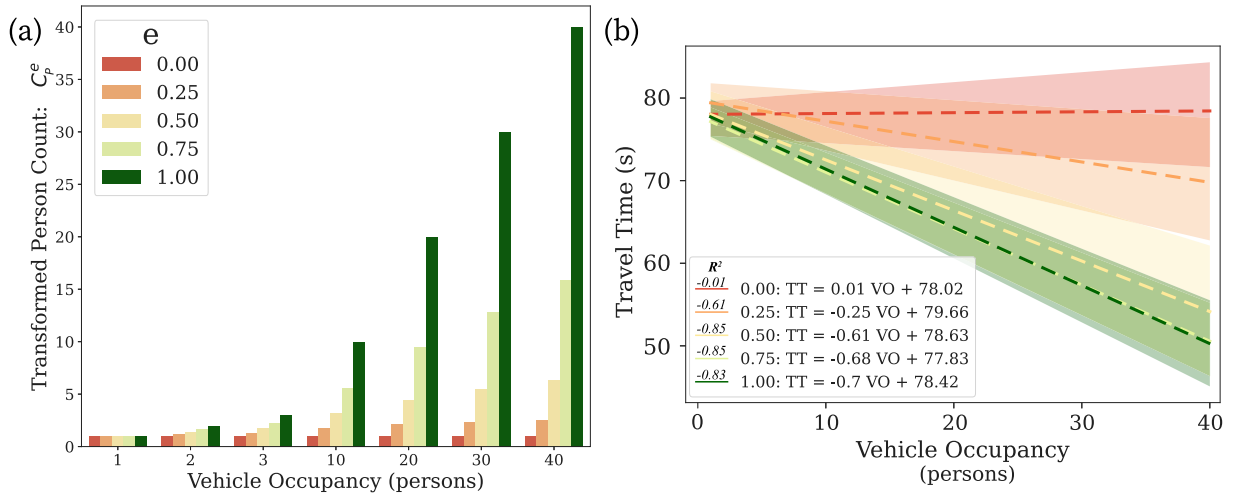 (a)
Transformed Person Count: C_P^e
40
35
30
25
20
15
10
5
0
e
0.00
0.25
0.50
0.75
1.00
1 2 3 10 20 30 40
Vehicle Occupancy (persons)
(b)
Travel Time (s)
80
70
60
50
R²
-0.01 0.00: TT = 0.01 VO + 78.02
-0.61 0.25: TT = -0.25 VO + 79.66
-0.85 0.50: TT = -0.61 VO + 78.63
-0.85 0.75: TT = -0.68 VO + 77.83
-0.83 1.00: TT = -0.7 VO + 78.42
0 10 20 30 40
Vehicle Occupancy
(persons)